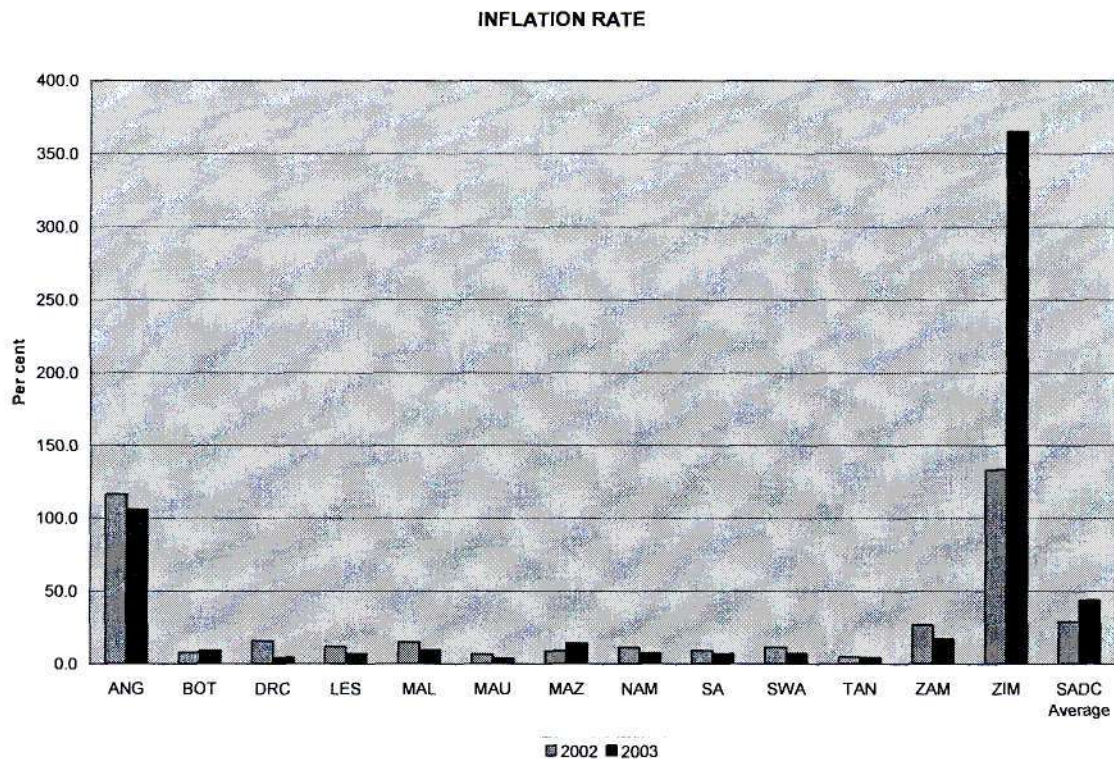 INFLATION RATE
400.0
350.0
300.0
250.0
200.0
150.0
100.0
50.0
0.0
Per cent
ANG BOT DRC LES MAL MAU MAZ NAM SA SWA TAN ZAM ZIM SADC
Average
2002 2003